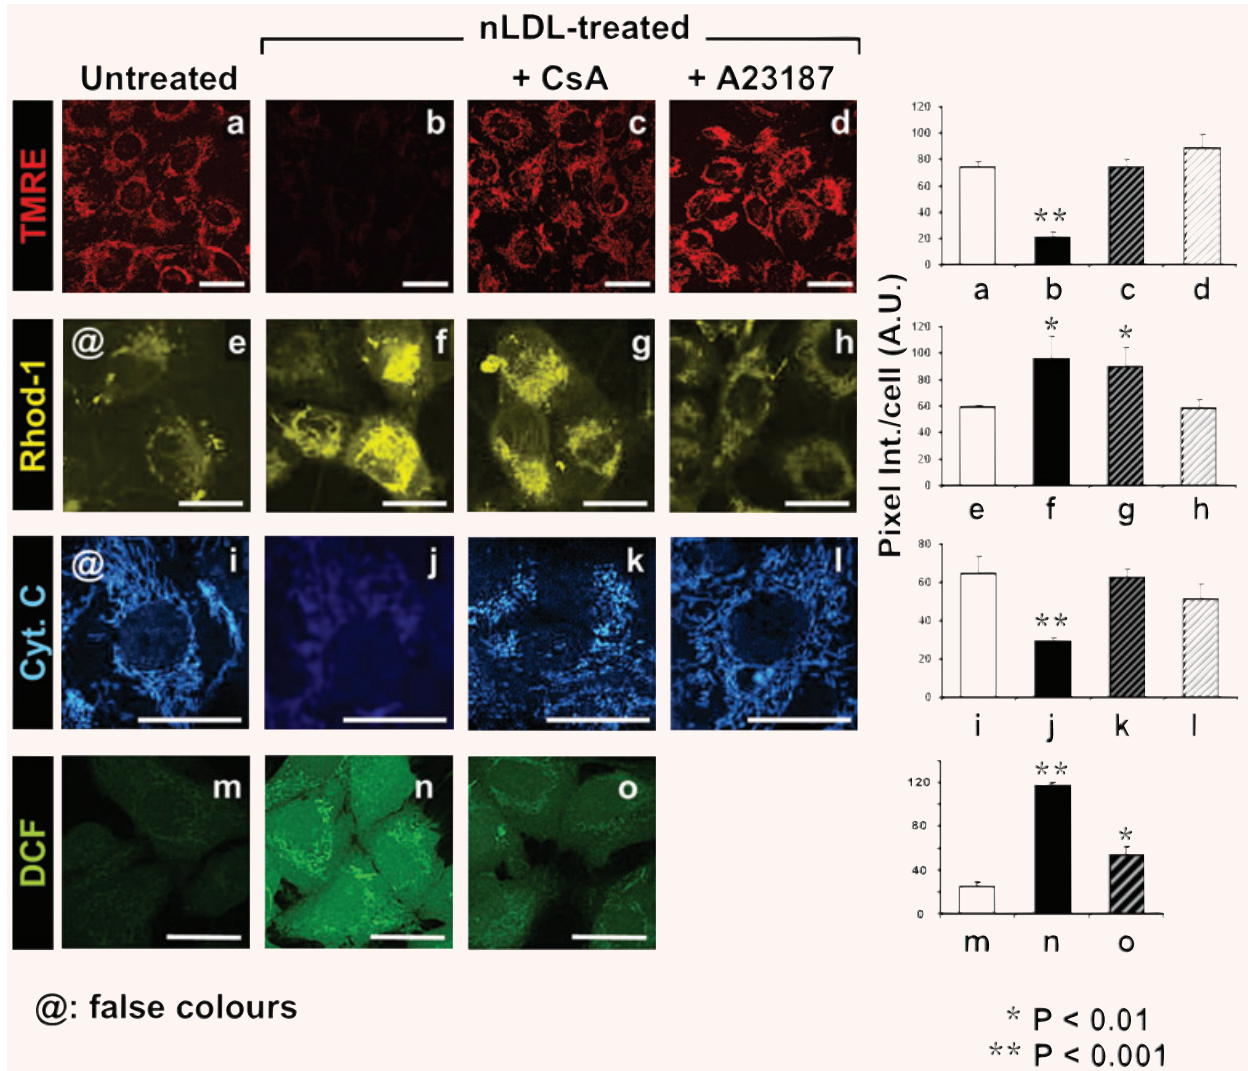 nLDL-treated
Untreated
+ CsA
+ A23187
TMRE
a
b
c
d
120
100
80
60
40
20
0
**
a
b
c
d
Rhod-1
@
e
f
g
h
Pixel Int./cell (A.U.)
120
100
80
60
40
20
0
*
*
e
f
g
h
Cyt. C
@
i
j
k
l
80
60
40
20
0
**
i
j
k
l
DCF
m
n
o
120
80
40
0
**
*
m
n
o
@: false colours
* P < 0.01
** P < 0.001